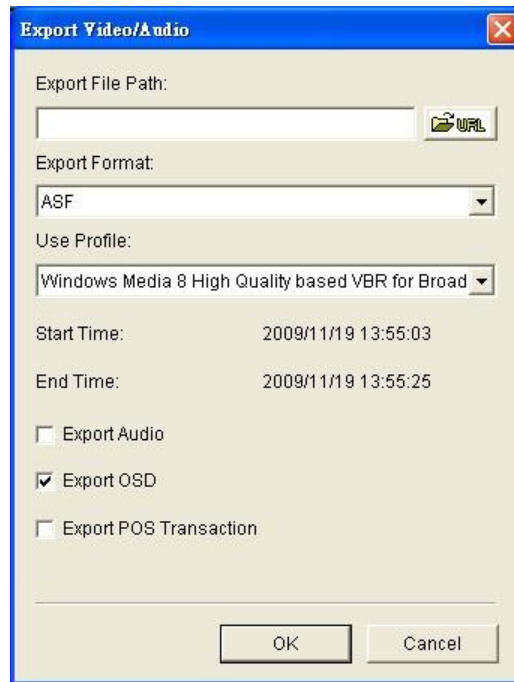 Export Video/Audio
Export File Path:
URL
Export Format:
ASF
Use Profile:
Windows Media 8 High Quality based VBR for Broad
Start Time: 2009/11/19 13:55:03
End Time: 2009/11/19 13:55:25
Export Audio
Export OSD
Export POS Transaction
OK Cancel